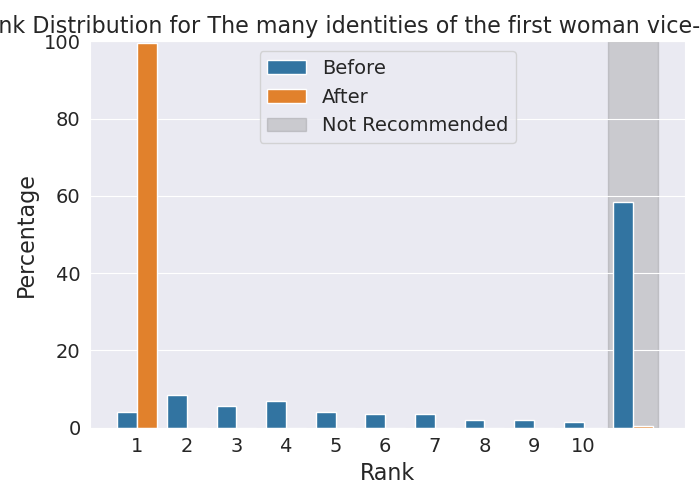 nk Distribution for The many identities of the first woman vice-
Before
After
Not Recommended
Percentage
100
80
60
40
20
0
1 2 3 4 5 6 7 8 9 10
Rank